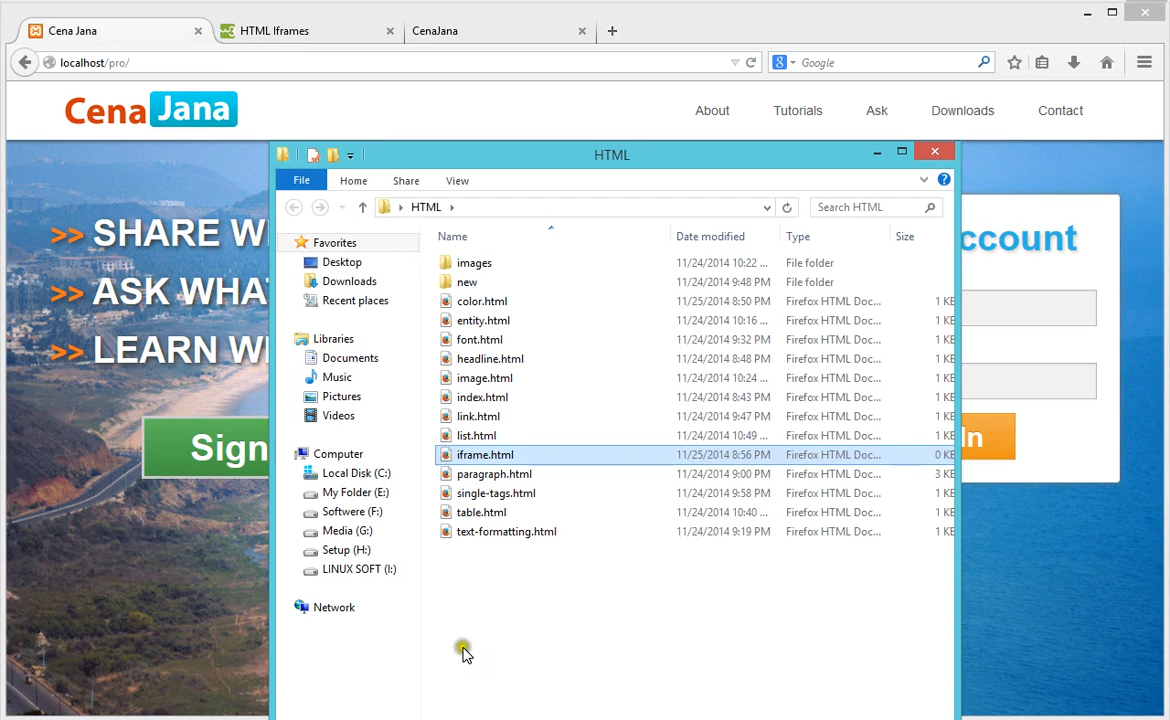 Cena Jana
HTML Iframes
CenaJana
localhost/pro/
Google
Cena Jana
About Tutorials Ask Downloads Contact
HTML
File Home Share View
HTML
Search HTML
>> SHARE
>> ASK
>> LEARN
Sign
ccount
In
Favorites
Desktop
Downloads
Recent places
Libraries
Documents
Music
Pictures
Videos
Computer
Local Disk (C:)
My Folder (E:)
Softwere (F:)
Media (G:)
Setup (H:)
LINUX SOFT (I:)
Network
Name Date modified Type Size
images 11/24/2014 10:22 ... File folder
new 11/24/2014 9:48 PM File folder
color.html 11/25/2014 8:50 PM Firefox HTML Doc... 1 KB
entity.html 11/24/2014 10:16 ... Firefox HTML Doc... 1 KB
font.html 11/24/2014 9:32 PM Firefox HTML Doc... 1 KB
headline.html 11/24/2014 8:48 PM Firefox HTML Doc... 1 KB
image.html 11/24/2014 10:24 ... Firefox HTML Doc... 1 KB
index.html 11/24/2014 8:43 PM Firefox HTML Doc... 1 KB
link.html 11/24/2014 9:47 PM Firefox HTML Doc... 1 KB
list.html 11/24/2014 10:49 ... Firefox HTML Doc... 1 KB
iframe.html 11/25/2014 8:56 PM Firefox HTML Doc... 0 KB
paragraph.html 11/24/2014 9:00 PM Firefox HTML Doc... 3 KB
single-tags.html 11/24/2014 9:58 PM Firefox HTML Doc... 1 KB
table.html 11/24/2014 10:40 ... Firefox HTML Doc... 1 KB
text-formatting.html 11/24/2014 9:19 PM Firefox HTML Doc... 1 KB